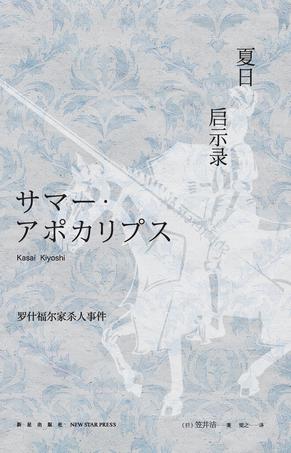 夏日
启示录
サマー·
アポカリプス
Kasai Kiyoshi
罗什福尔家杀人事件
新星出版社 NEW STAR PRESS
(日) 笠井洁 著 觉之 译